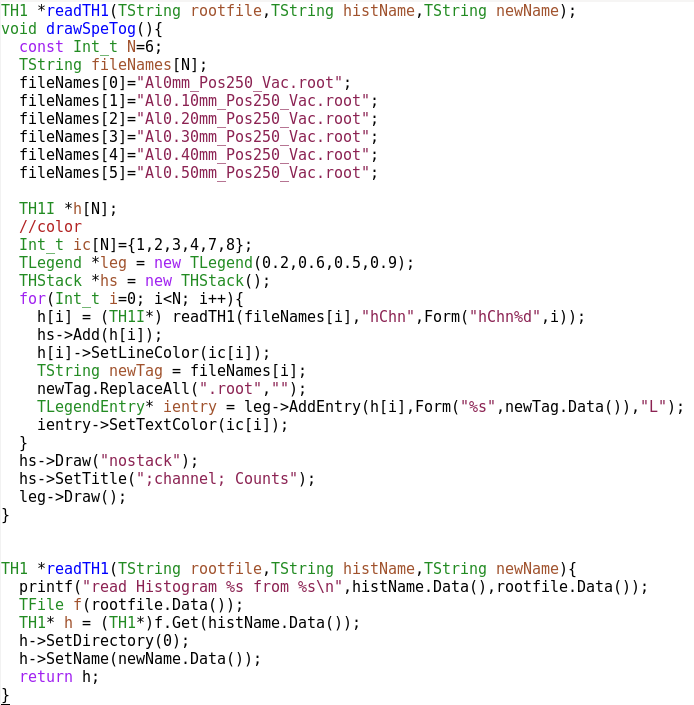 TH1 *readTH1(TString rootfile,TString histName,TString newName);
void drawSpeTog(){
  const Int_t N=6;
  TString fileNames[N];
  fileNames[0]="Al0mm_Pos250_Vac.root";
  fileNames[1]="Al0.10mm_Pos250_Vac.root";
  fileNames[2]="Al0.20mm_Pos250_Vac.root";
  fileNames[3]="Al0.30mm_Pos250_Vac.root";
  fileNames[4]="Al0.40mm_Pos250_Vac.root";
  fileNames[5]="Al0.50mm_Pos250_Vac.root";

  TH1I *h[N];
  //color
  Int_t ic[N]={1,2,3,4,7,8};
  TLegend *leg = new TLegend(0.2,0.6,0.5,0.9);
  THStack *hs = new THStack();
  for(Int_t i=0; i<N; i++){
    h[i] = (TH1I*) readTH1(fileNames[i],"hChn",Form("hChn%d",i));
    hs->Add(h[i]);
    h[i]->SetLineColor(ic[i]);
    TString newTag = fileNames[i];
    newTag.ReplaceAll(".root","");
    TLegendEntry* ientry = leg->AddEntry(h[i],Form("%s",newTag.Data()),"L");
    ientry->SetTextColor(ic[i]);
  }
  hs->Draw("nostack");
  hs->SetTitle(";channel; Counts");
  leg->Draw();
}


TH1 *readTH1(TString rootfile,TString histName,TString newName){
  printf("read Histogram %s from %s\n",histName.Data(),rootfile.Data());
  TFile f(rootfile.Data());
  TH1* h = (TH1*)f.Get(histName.Data());
  h->SetDirectory(0);
  h->SetName(newName.Data());
  return h;
}